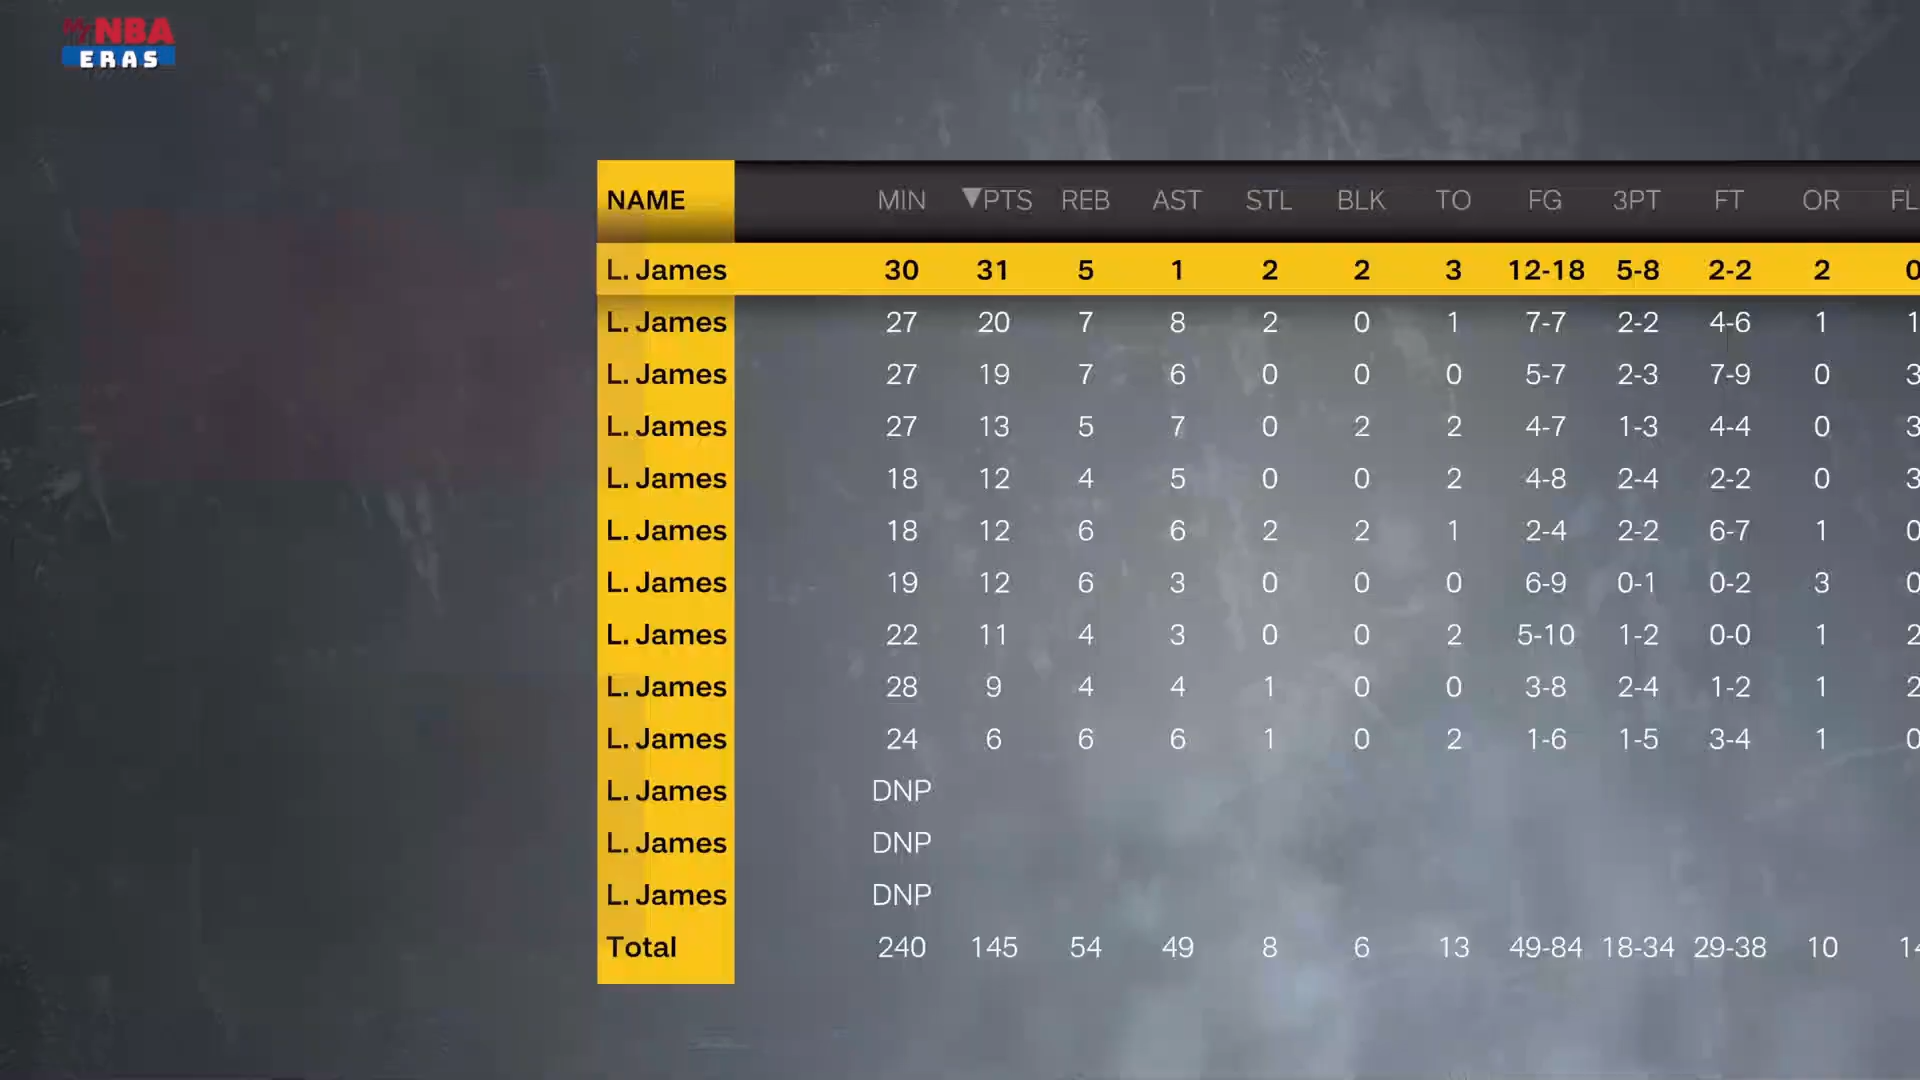 My NBA
ERAS
NAME MIN ▼PTS REB AST STL BLK TO FG 3PT FT OR FL
L. James 30 31 5 1 2 2 3 12-18 5-8 2-2 2 0
L. James 27 20 7 8 2 0 1 7-7 2-2 4-6 1 1
L. James 27 19 7 6 0 0 0 5-7 2-3 7-9 0 3
L. James 27 13 5 7 0 2 2 4-7 1-3 4-4 0 3
L. James 18 12 4 5 0 0 2 4-8 2-4 2-2 0 3
L. James 18 12 6 6 2 2 1 2-4 2-2 6-7 1 0
L. James 19 12 6 3 0 0 0 6-9 0-1 0-2 3 0
L. James 22 11 4 3 0 0 2 5-10 1-2 0-0 1 2
L. James 28 9 4 4 1 0 0 3-8 2-4 1-2 1 2
L. James 24 6 6 6 1 0 2 1-6 1-5 3-4 1 0
L. James DNP
L. James DNP
L. James DNP
Total 240 145 54 49 8 6 13 49-84 18-34 29-38 10 14